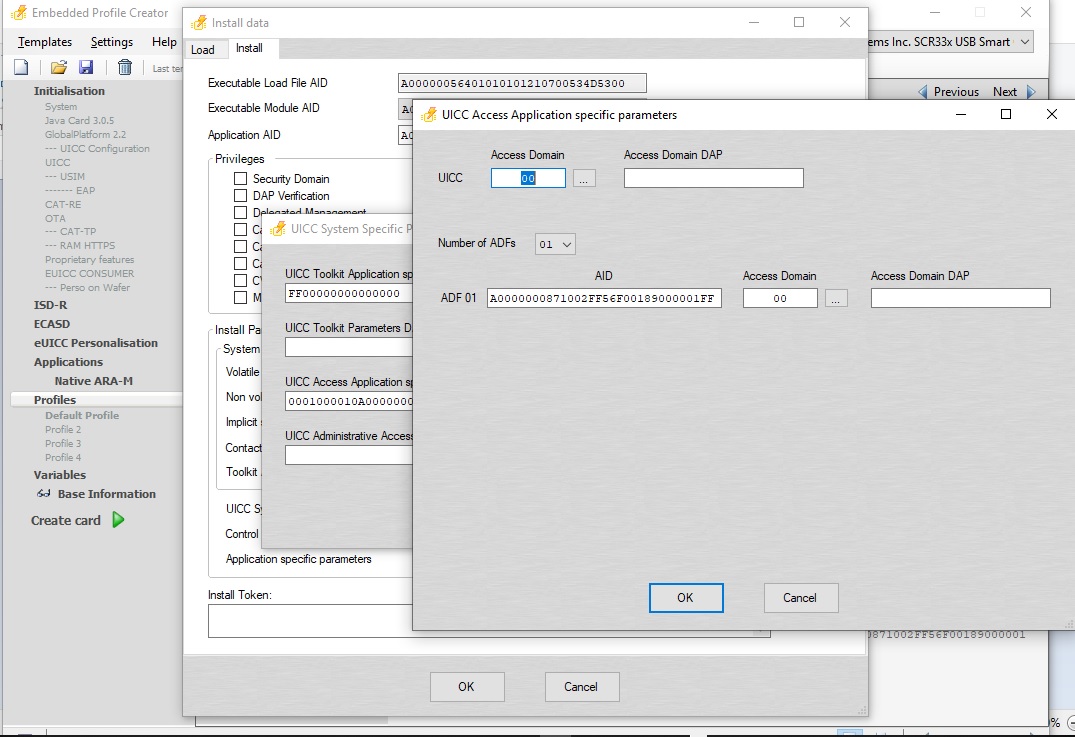 Embedded Profile Creator
Templates Settings Help
Last ter
ems Inc. SCR33x USB Smart
Previous Next
Initialisation
System
Java Card 3.0.5
GlobalPlatform 2.2
--- UICC Configuration
UICC
--- USIM
------- EAP
CAT-RE
OTA
--- CAT-TP
--- RAM HTTPS
Proprietary features
EUICC CONSUMER
--- Perso on Wafer
ISD-R
ECASD
eUICC Personalisation
Applications
Native ARA-M
Profiles
Default Profile
Profile 2
Profile 3
Profile 4
Variables
Base Information
Create card
Install data
Load Install
Executable Load File AID A0000005640101010121070053 4D5300
Executable Module AID A0
Application AID A0
Privileges
Security Domain
DAP Verification
Delegated Management
Ca
Ca
Ca
CV
M
Install Pa
System
Volatile
Non vol
Implicit s
Contact
Toolkit
UICC Sy
Control
Application specific parameters
Install Token:
OK Cancel
UICC System Specific P
UICC Toolkit Application sp
FF00000000000000
UICC Toolkit Parameters D
UICC Access Application sp
0001000010A0000000
UICC Administrative Access
UICC Access Application specific parameters
Access Domain Access Domain DAP
UICC 00 ...
Number of ADFs 01
AID Access Domain Access Domain DAP
ADF 01 A0000000871002FF56F00189000001FF 00 ...
OK Cancel
0871002FF56F00189000001
%